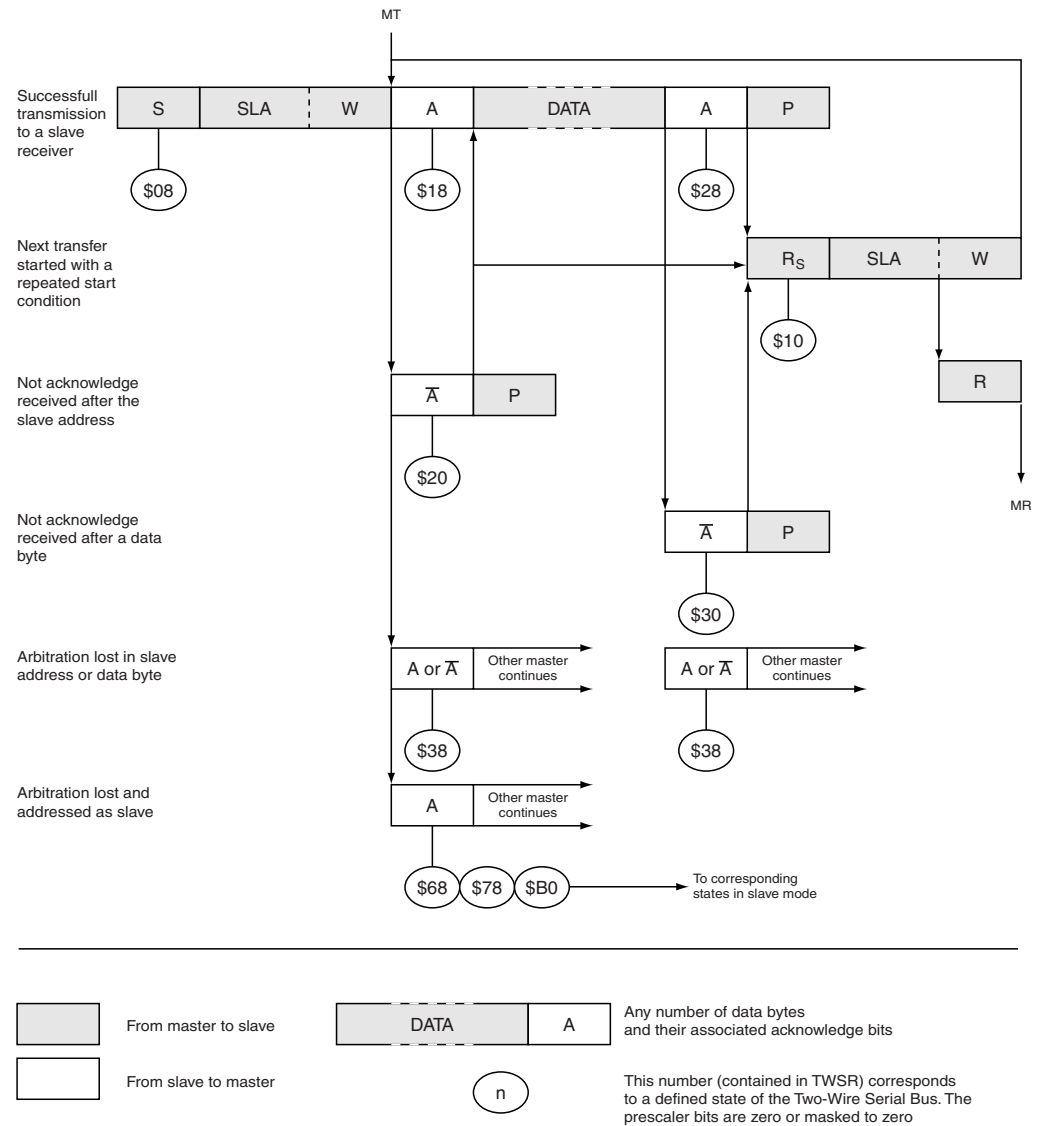 MT
Successfull
transmission
to a slave
receiver
S SLA W A DATA A P
$08 $18 $28
Next transfer
started with a
repeated start
condition
RS SLA W
$10
Not acknowledge
received after the
slave address
A̅ P
R
$20
MR
Not acknowledge
received after a data
byte
A̅ P
$30
Arbitration lost in slave
address or data byte
A or A̅ Other master
continues
A or A̅ Other master
continues
$38 $38
Arbitration lost and
addressed as slave
A Other master
continues
$68 $78 $B0
To corresponding
states in slave mode
From master to slave
DATA A
Any number of data bytes
and their associated acknowledge bits
From slave to master
n
This number (contained in TWSR) corresponds
to a defined state of the Two-Wire Serial Bus. The
prescaler bits are zero or masked to zero